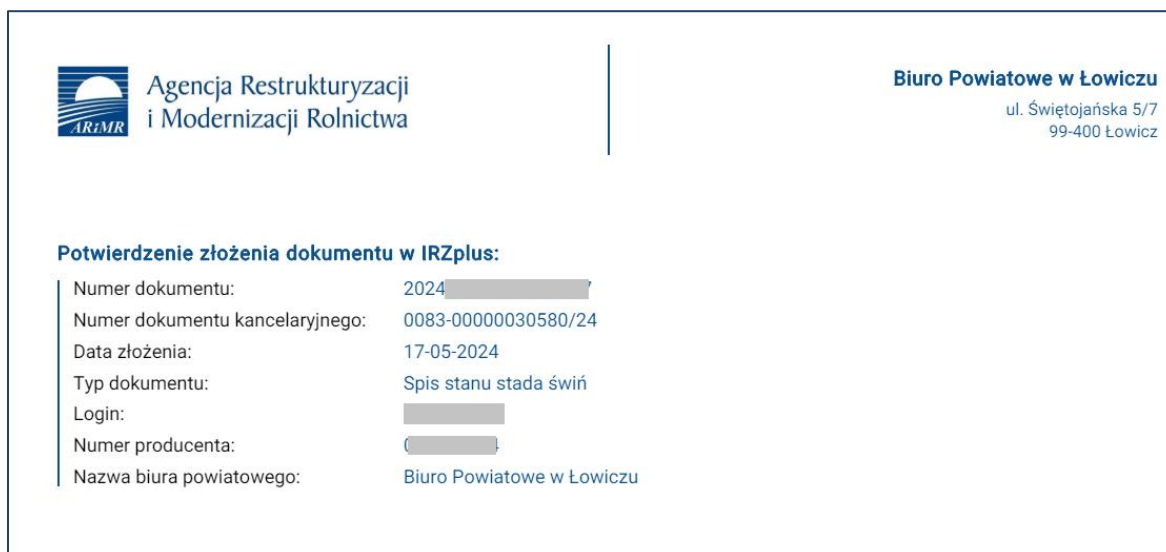 ARiMR
Agencja Restrukturyzacji
i Modernizacji Rolnictwa
Biuro Powiatowe w Łowiczu
ul. Świętojańska 5/7
99-400 Łowicz
Potwierdzenie złożenia dokumentu w IRZplus:
Numer dokumentu: 2024
Numer dokumentu kancelaryjnego: 0083-00000030580/24
Data złożenia: 17-05-2024
Typ dokumentu: Spis stanu stada świń
Login:
Numer producenta:
Nazwa biura powiatowego: Biuro Powiatowe w Łowiczu